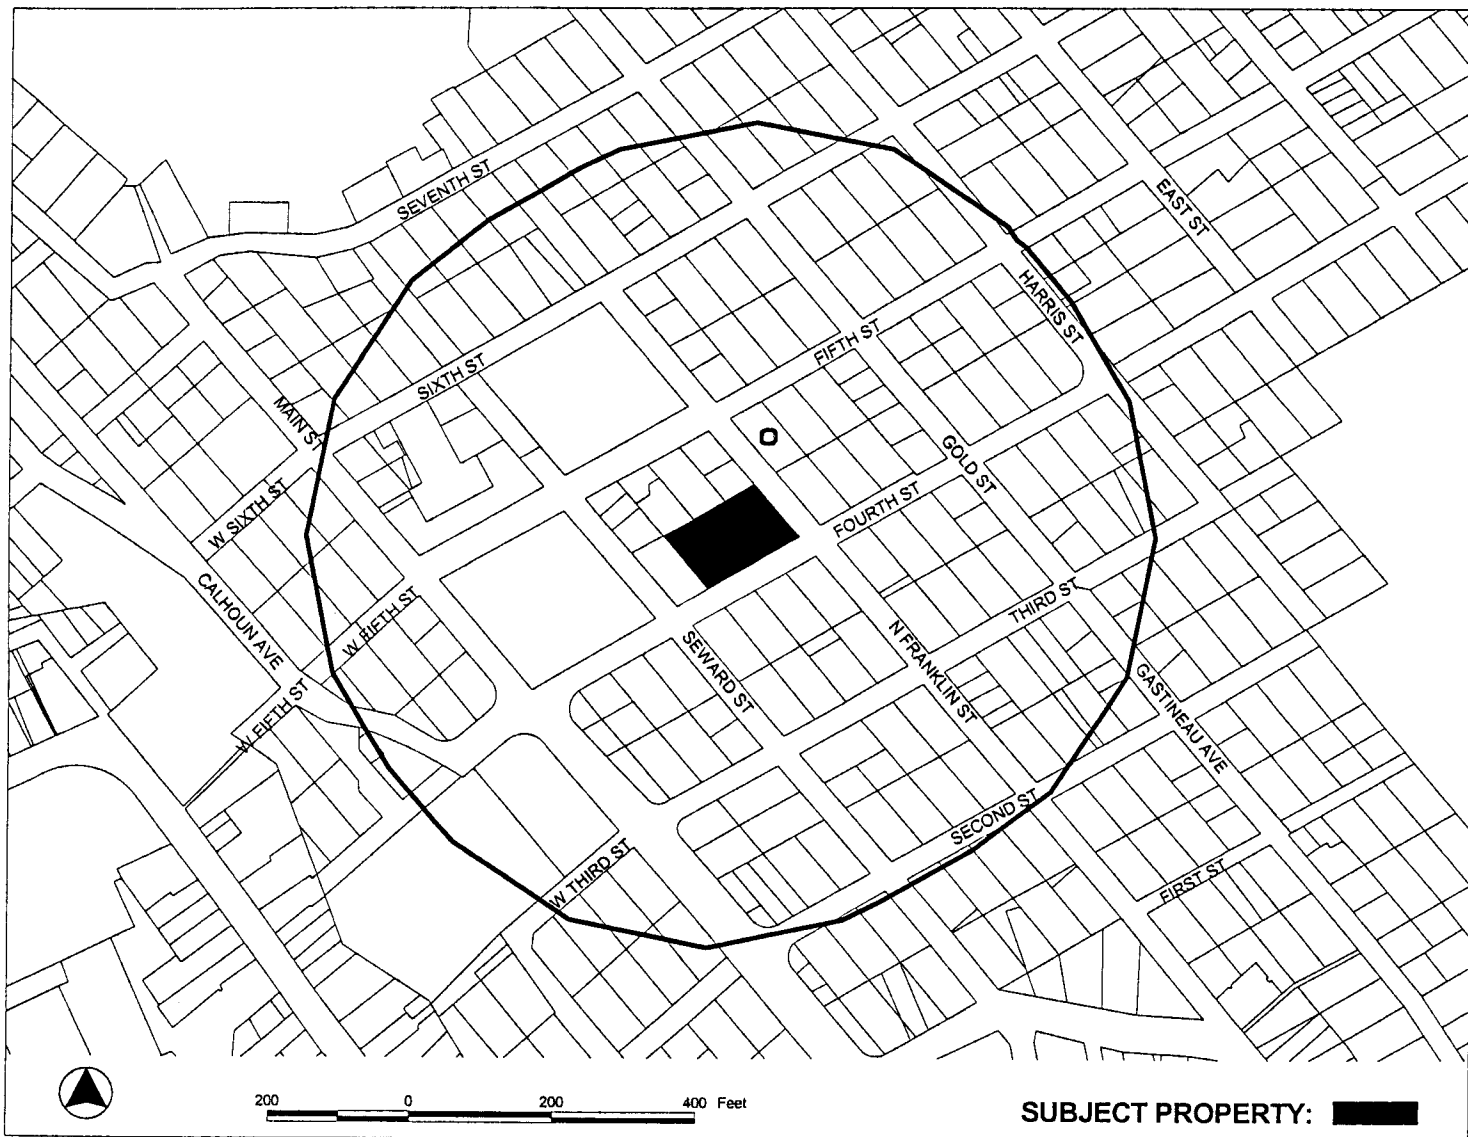 SEVENTH ST
EAST ST
HARRIS ST
FIFTH ST
SIXTH ST
MAIN ST
GOLD ST
W SIXTH ST
FOURTH ST
CALHOUN AVE
W FIFTH ST
THIRD ST
SEWARD ST
N FRANKLIN ST
W FIFTH ST
GASTINEAU AVE
SECOND ST
W THIRD ST
FIRST ST
200 0 200 400 Feet
SUBJECT PROPERTY: